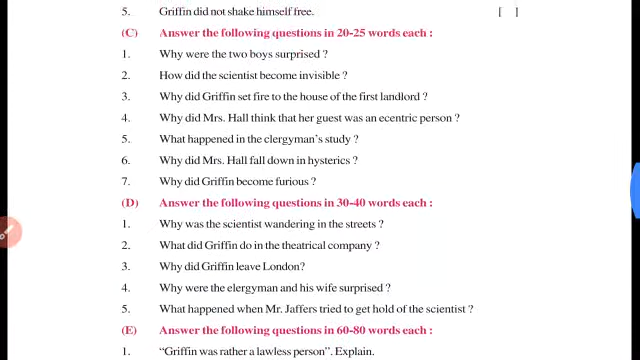 5. Griffin did not shake himself free. [ ]
(C) Answer the following questions in 20-25 words each :
1. Why were the two boys surprised ?
2. How did the scientist become invisible ?
3. Why did Griffin set fire to the house of the first landlord ?
4. Why did Mrs. Hall think that her guest was an ecentric person ?
5. What happened in the clergyman's study ?
6. Why did Mrs. Hall fall down in hysterics ?
7. Why did Griffin become furious ?
(D) Answer the following questions in 30-40 words each :
1. Why was the scientist wandering in the streets ?
2. What did Griffin do in the theatrical company ?
3. Why did Griffin leave London?
4. Why were the elergyman and his wife surprised ?
5. What happened when Mr. Jaffers tried to get hold of the scientist ?
(E) Answer the following questions in 60-80 words each :
1. “Griffin was rather a lawless person”. Explain.